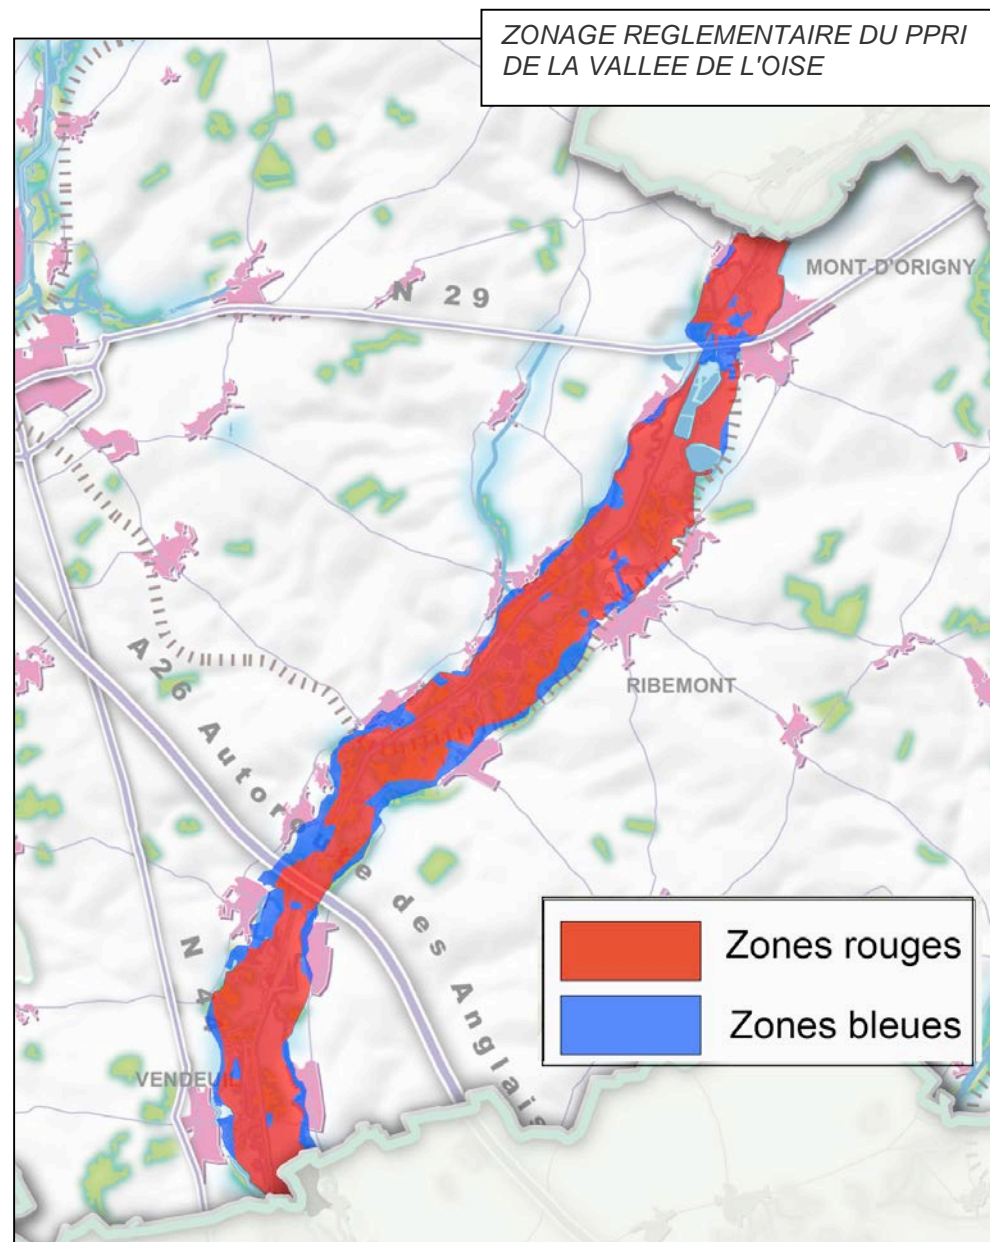 ZONAGE REGLEMENTAIRE DU PPRI
DE LA VALLEE DE L'OISE
MONT-D'ORIGNY
N 29
RIBEMONT
A26 Autoroute des Anglais
N 4
VENDEUIL
Zones rouges
Zones bleues